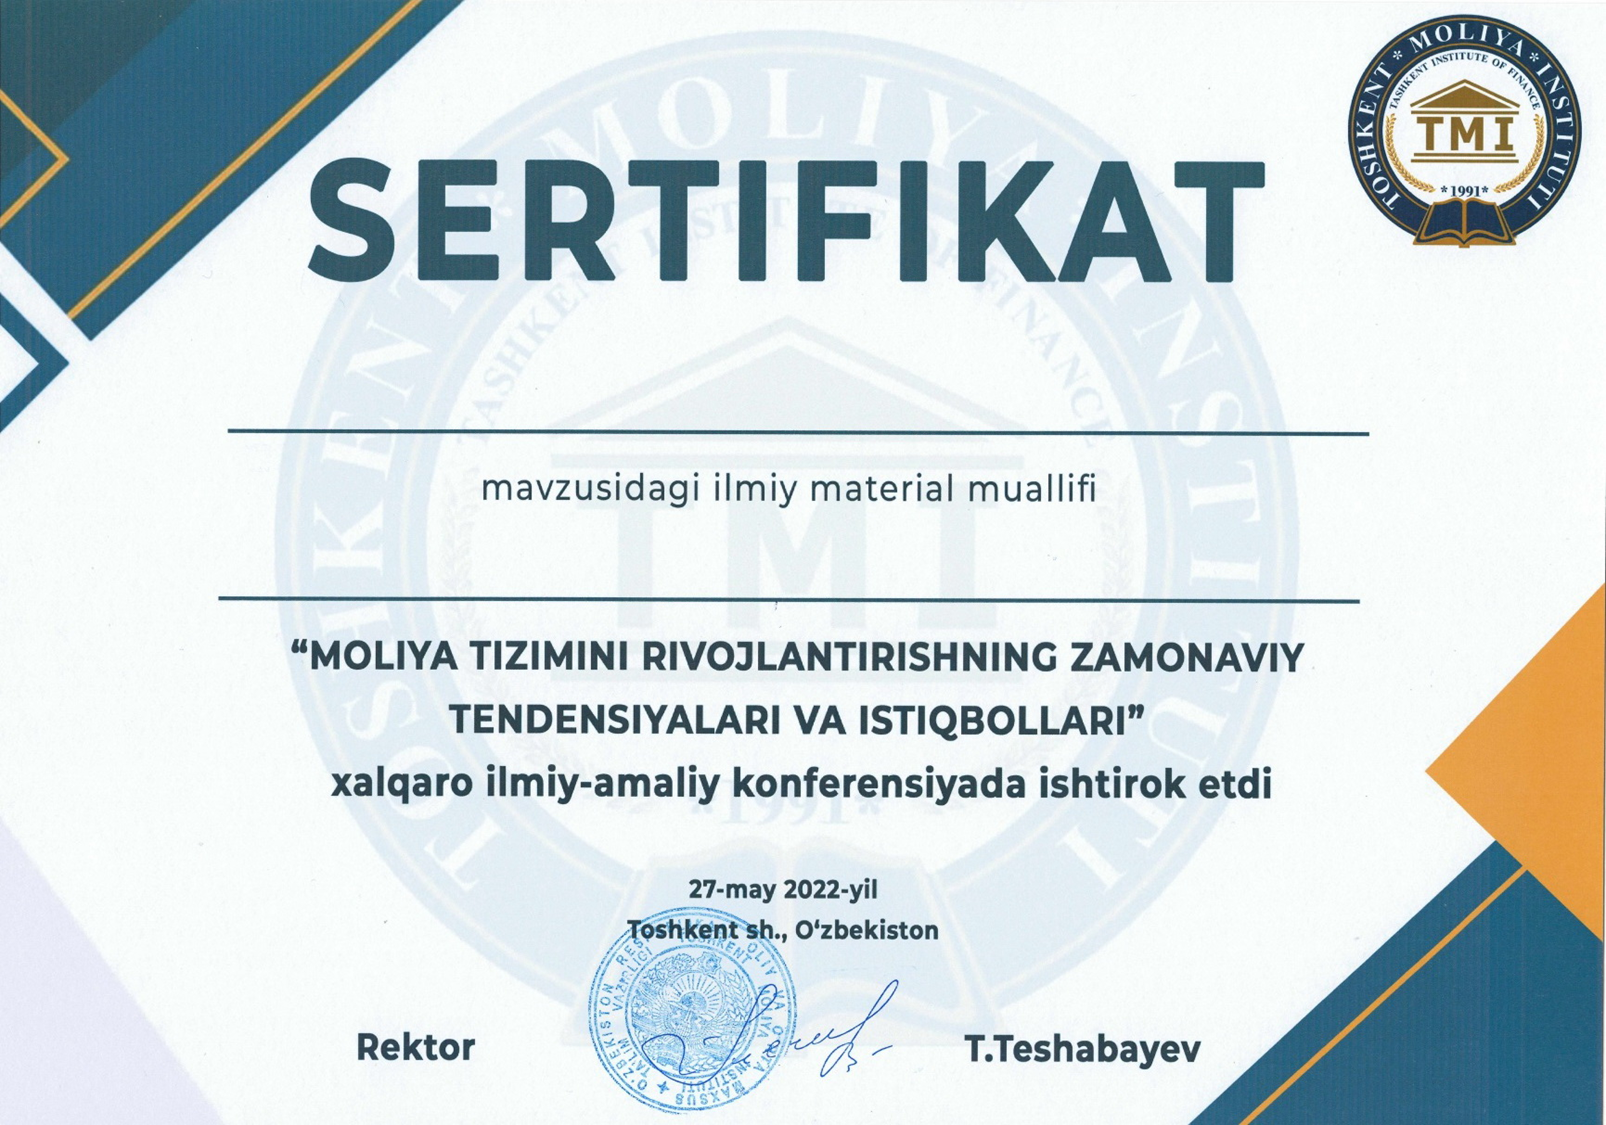 TOSHKENT * MOLIYA * INSTITUTI
TASHKENT INSTITUTE OF FINANCE
TMI
*1991*
SERTIFIKAT
mavzusidagi ilmiy material muallifi
“MOLIYA TIZIMINI RIVOJLANTIRISHNING ZAMONAVIY
TENDENSIYALARI VA ISTIQBOLLARI”
xalqaro ilmiy-amaliy konferensiyada ishtirok etdi
27-may 2022-yil
Toshkent sh., O‘zbekiston
Rektor
T.Teshabayev